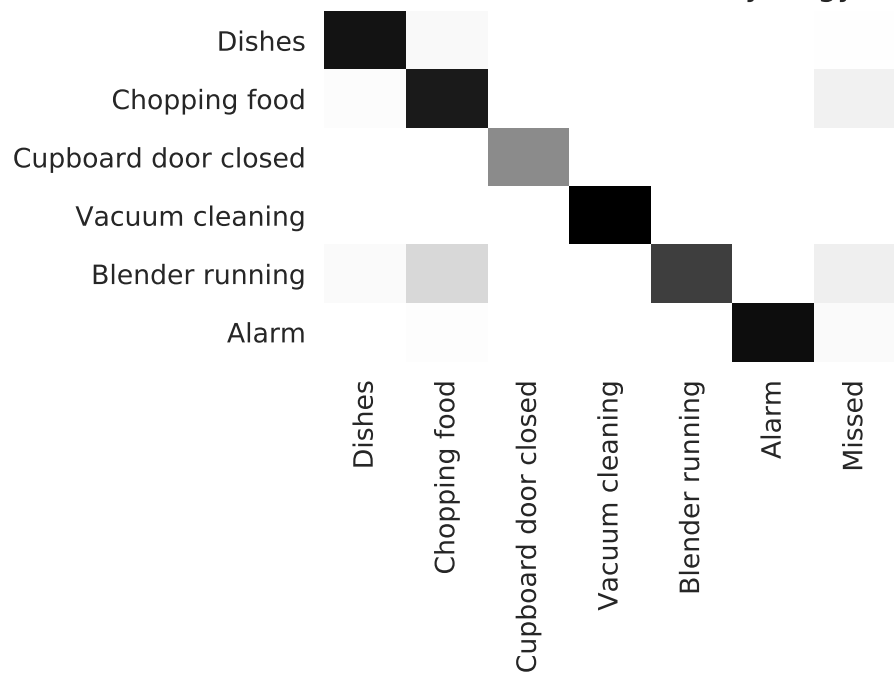 Dishes
Chopping food
Cupboard door closed
Vacuum cleaning
Blender running
Alarm
Dishes
Chopping food
Cupboard door closed
Vacuum cleaning
Blender running
Alarm
Missed